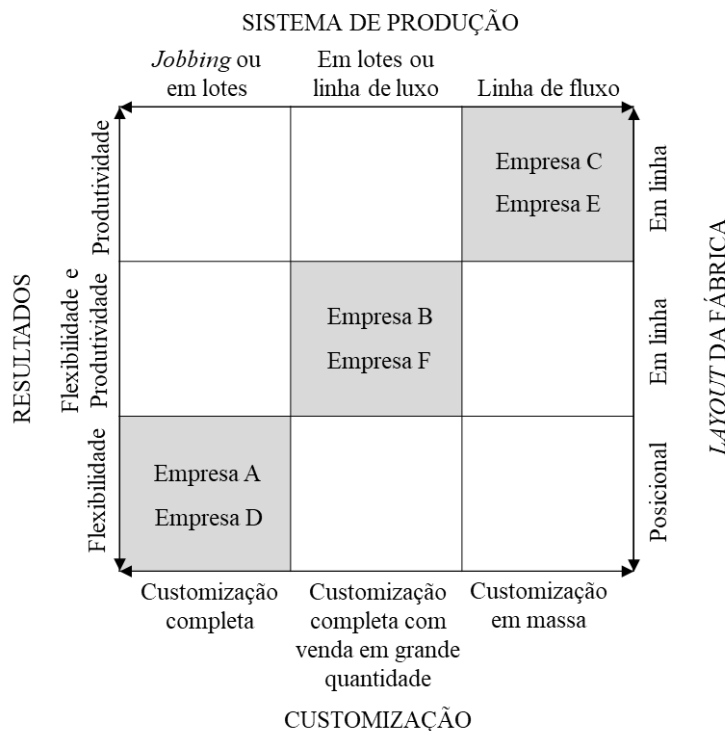 SISTEMA DE PRODUÇÃO
Jobbing ou
em lotes
Em lotes ou
linha de luxo
Linha de fluxo
RESULTADOS
Produtividade
Flexibilidade e
Produtividade
Flexibilidade
Empresa C
Empresa E
Empresa B
Empresa F
Empresa A
Empresa D
Em linha
Em linha
Posicional
LAYOUT DA FÁBRICA
Customização
completa
Customização
completa com
venda em grande
quantidade
Customização
em massa
CUSTOMIZAÇÃO